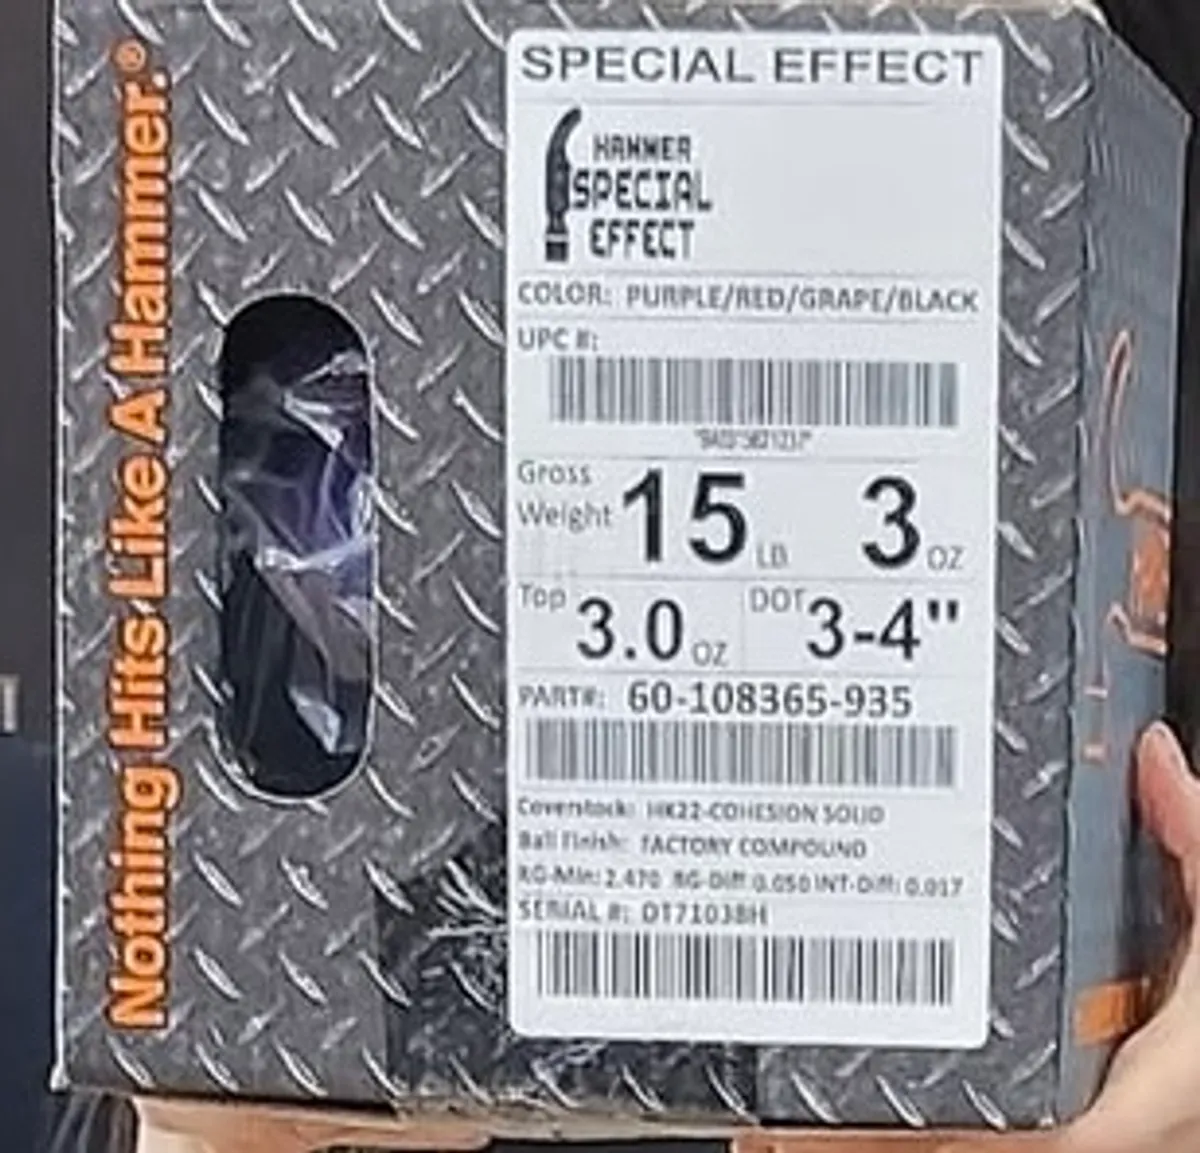 Nothing Hits Like A Hammer.®
SPECIAL EFFECT
HAMMER
SPECIAL
EFFECT
COLOR: PURPLE/RED/GRAPE/BLACK
UPC #:
Gross
Weight 15 LB 3 OZ
Top 3.0 OZ DOT 3-4"
PART#: 60-108365-935
Coverstock: HK22-COHESION SOLID
Ball Finish: FACTORY COMPOUND
RG-Min: 2.470 RG-Diff: 0.050 INT-Diff: 0.017
SERIAL #: DT71038H